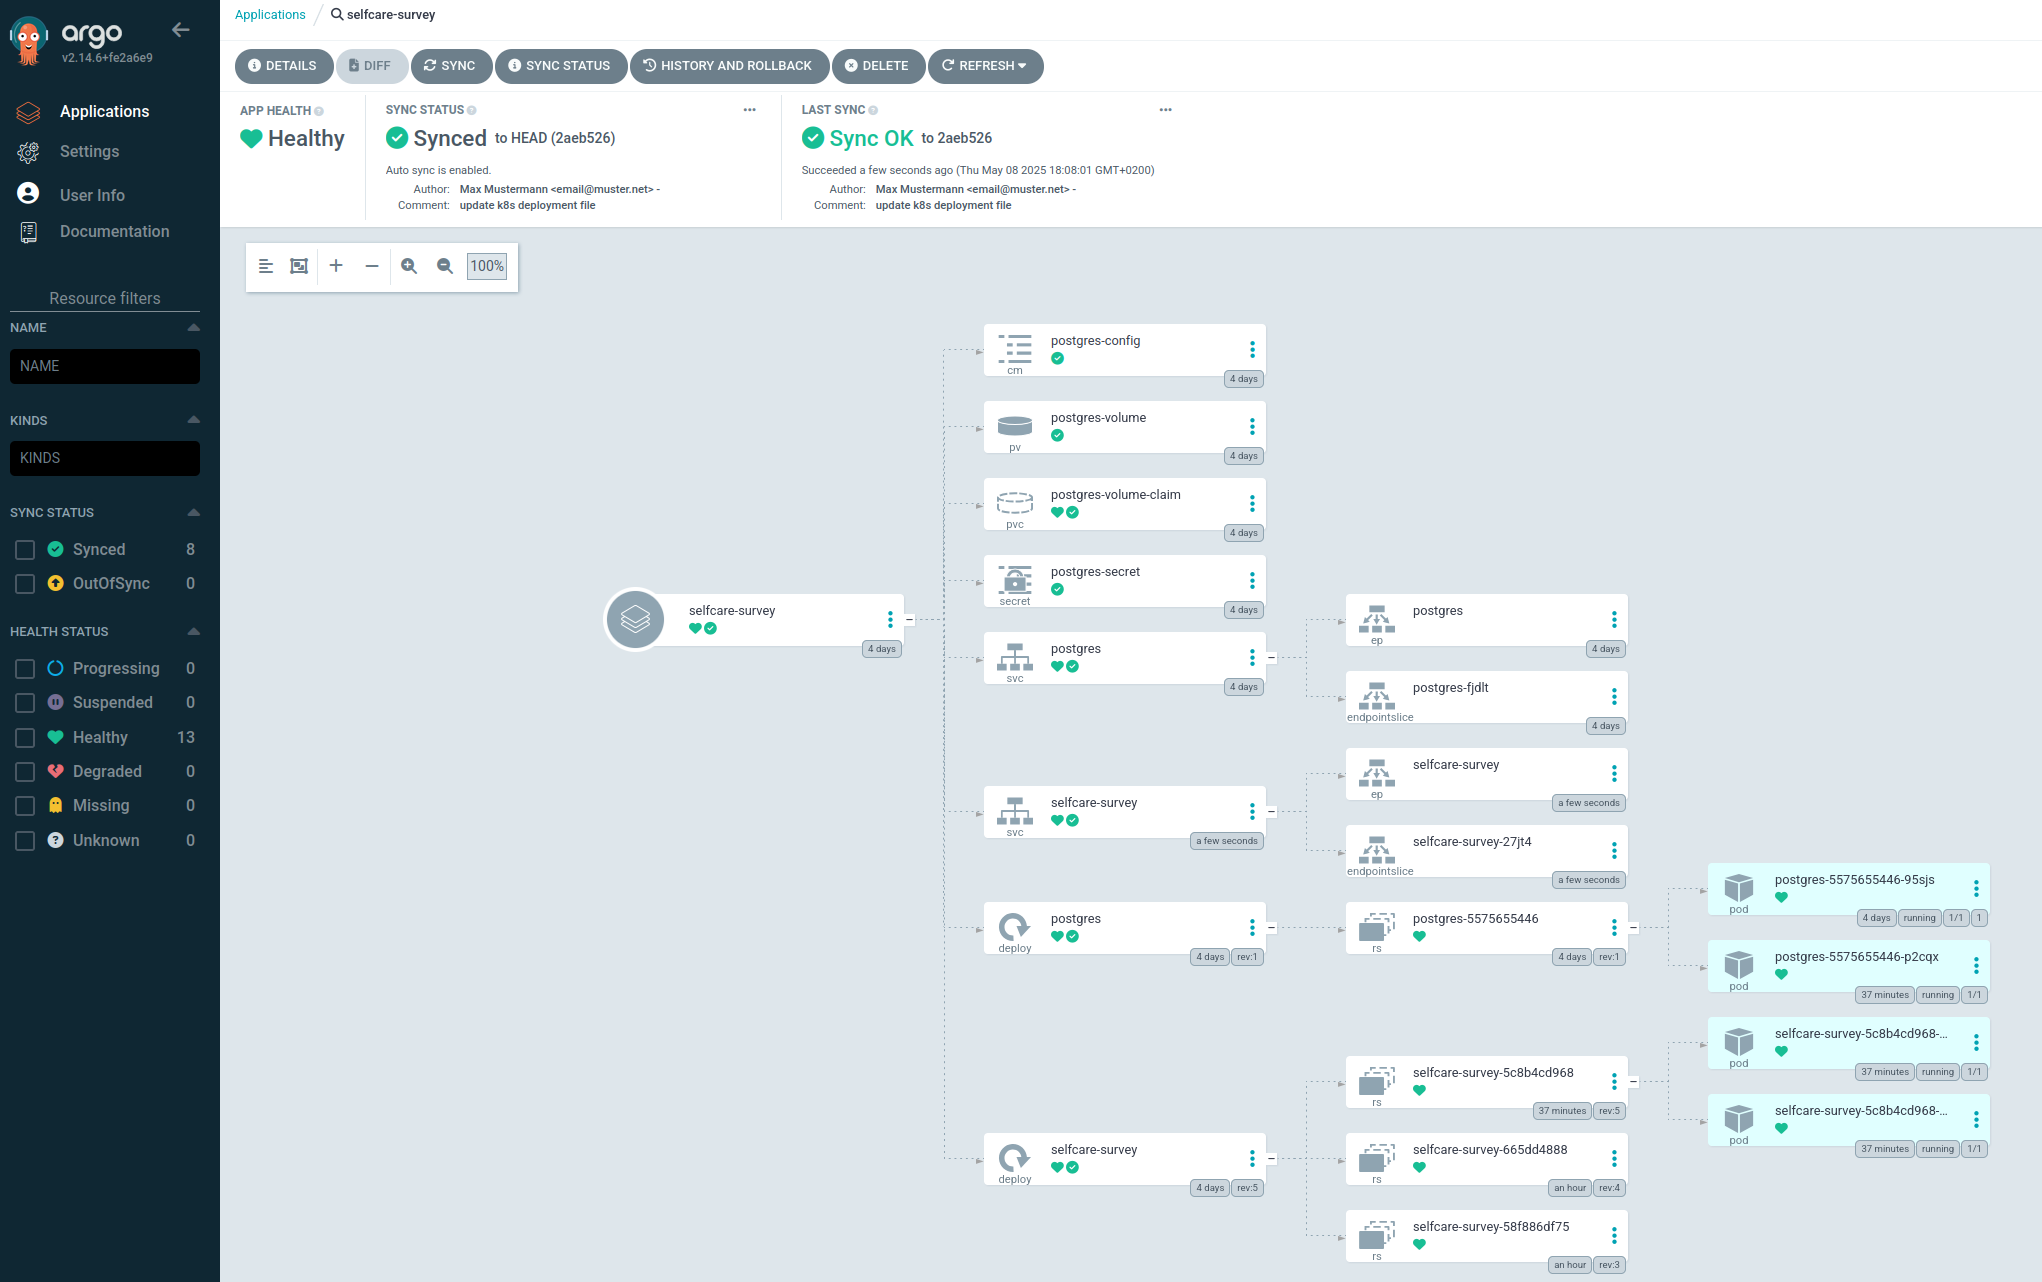 argo
v2.14.6+fe2a6e9
Applications
Settings
User Info
Documentation
Resource filters
NAME
NAME
KINDS
KINDS
SYNC STATUS
Synced 8
OutOfSync 0
HEALTH STATUS
Progressing 0
Suspended 0
Healthy 13
Degraded 0
Missing 0
Unknown 0
Applications / selfcare-survey
DETAILS DIFF SYNC SYNC STATUS HISTORY AND ROLLBACK DELETE REFRESH
APP HEALTH
Healthy
SYNC STATUS
Synced to HEAD (2aeb526)
Auto sync is enabled.
Author: Max Mustermann <email@muster.net> -
Comment: update k8s deployment file
LAST SYNC
Sync OK to 2aeb526
Succeeded a few seconds ago (Thu May 08 2025 18:08:01 GMT+0200)
Author: Max Mustermann <email@muster.net> -
Comment: update k8s deployment file
100%
selfcare-survey
4 days
postgres-config
cm
4 days
postgres-volume
pv
4 days
postgres-volume-claim
pvc
4 days
postgres-secret
secret
4 days
postgres
svc
4 days
selfcare-survey
svc
a few seconds
postgres
deploy
4 days rev:1
selfcare-survey
deploy
4 days rev:5
postgres
ep
4 days
postgres-fjdlt
endpointslice
4 days
selfcare-survey
ep
a few seconds
selfcare-survey-27jt4
endpointslice
a few seconds
postgres-5575655446
rs
4 days rev:1
selfcare-survey-5c8b4cd968
rs
37 minutes rev:5
selfcare-survey-665dd4888
rs
an hour rev:4
selfcare-survey-58f886df75
rs
an hour rev:3
postgres-5575655446-95sjs
pod
4 days running 1/1 1
postgres-5575655446-p2cqx
pod
37 minutes running 1/1
selfcare-survey-5c8b4cd968-...
pod
37 minutes running 1/1
selfcare-survey-5c8b4cd968-...
pod
37 minutes running 1/1